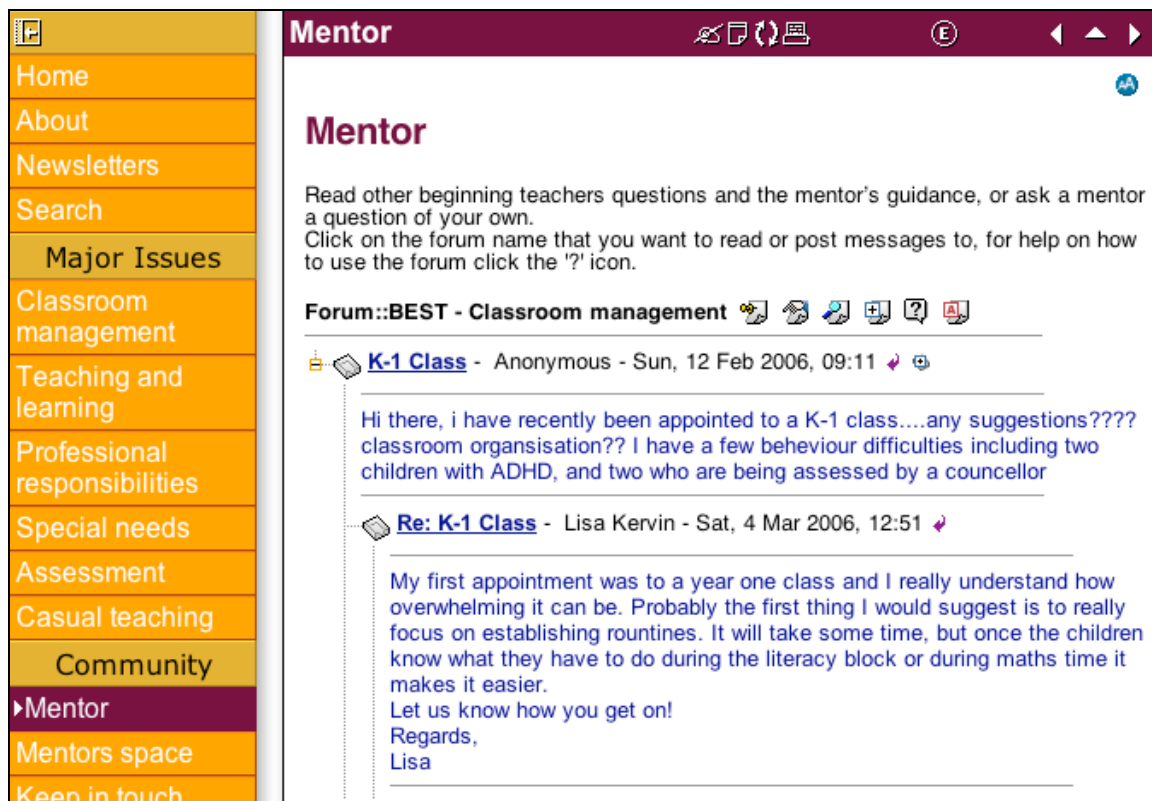 Home
About
Newsletters
Search
Major Issues
Classroom
management
Teaching and
learning
Professional
responsibilities
Special needs
Assessment
Casual teaching
Community
Mentor
Mentors space
Keep in touch
Mentor
E
AA
Mentor
Read other beginning teachers questions and the mentor's guidance, or ask a mentor
a question of your own.
Click on the forum name that you want to read or post messages to, for help on how
to use the forum click the '?' icon.
Forum::BEST - Classroom management ? A
K-1 Class - Anonymous - Sun, 12 Feb 2006, 09:11
Hi there, i have recently been appointed to a K-1 class....any suggestions????
classroom organsisation?? I have a few beheviour difficulties including two
children with ADHD, and two who are being assessed by a councellor
Re: K-1 Class - Lisa Kervin - Sat, 4 Mar 2006, 12:51
My first appointment was to a year one class and I really understand how
overwhelming it can be. Probably the first thing I would suggest is to really
focus on establishing rountines. It will take some time, but once the children
know what they have to do during the literacy block or during maths time it
makes it easier.
Let us know how you get on!
Regards,
Lisa